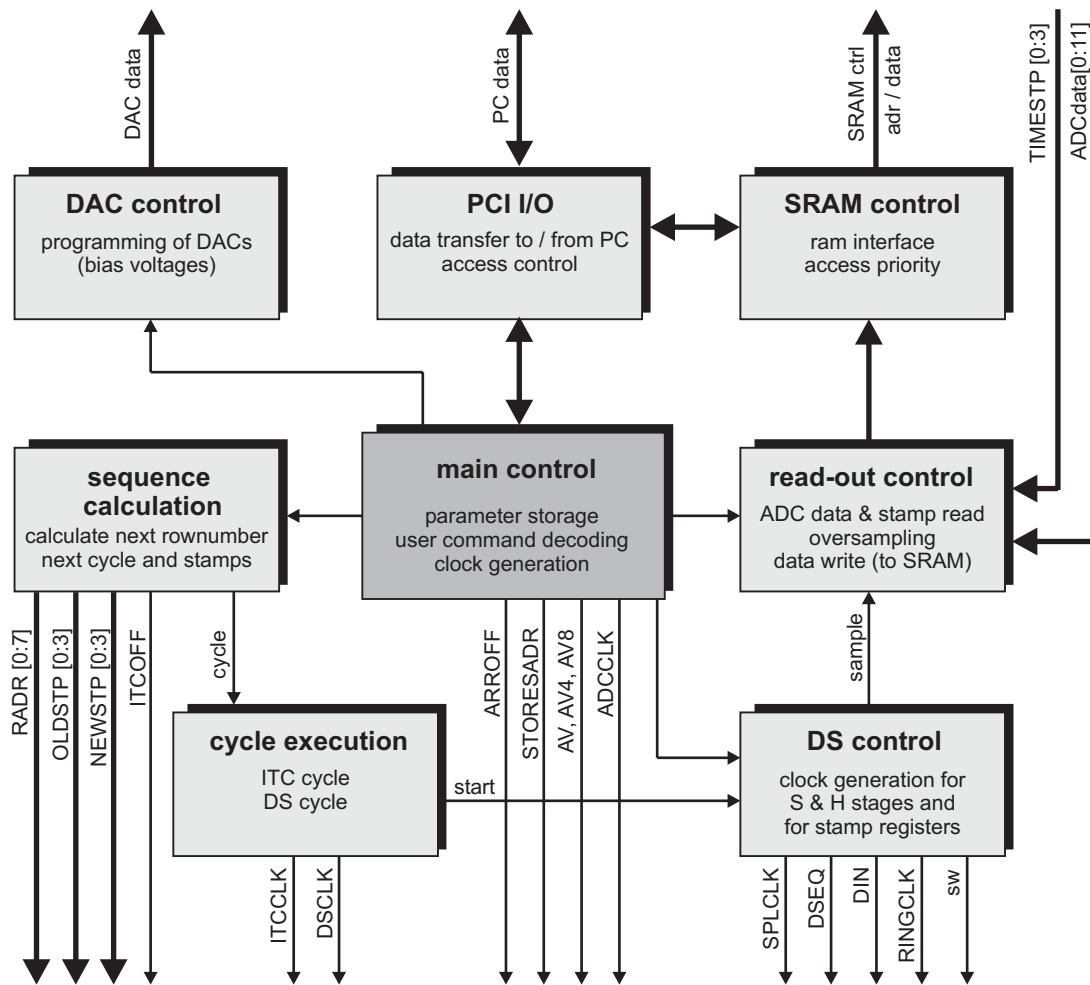 DAC data
PC data
SRAM ctrl
adr / data
TIMESTP [0:3]
ADCdata[0:11]
DAC control
programming of DACs
(bias voltages)
PCI I/O
data transfer to / from PC
access control
SRAM control
ram interface
access priority
sequence
calculation
calculate next rownumber
next cycle and stamps
main control
parameter storage
user command decoding
clock generation
read-out control
ADC data & stamp read
oversampling
data write (to SRAM)
RADR [0:7]
OLDSTP [0:3]
NEWSTP [0:3]
ITCOFF
cycle
ARROFF
STORESADR
AV, AV4, AV8
ADCCLK
sample
cycle execution
ITC cycle
DS cycle
start
DS control
clock generation for
S & H stages and
for stamp registers
ITCCLK
DSCLK
SPLCLK
DSEQ
DIN
RINGCLK
sw